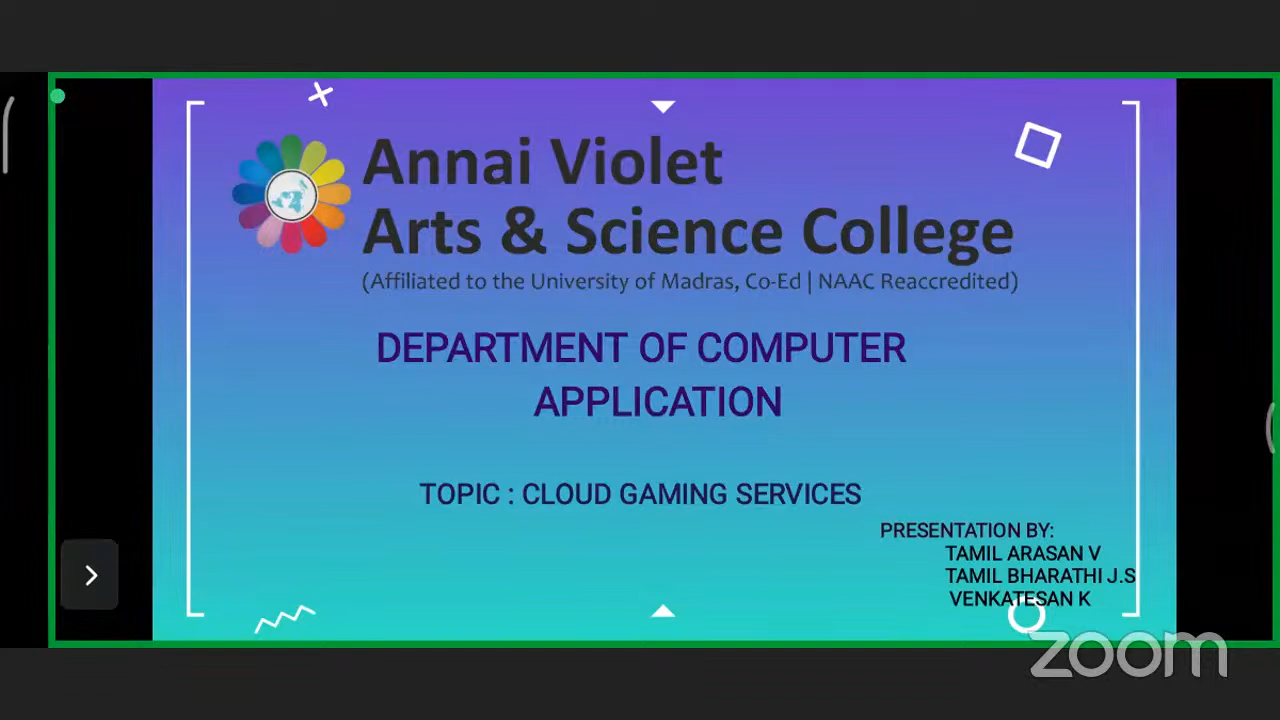 Annai Violet
Arts & Science College
(Affiliated to the University of Madras, Co-Ed | NAAC Reaccredited)
DEPARTMENT OF COMPUTER
APPLICATION
TOPIC : CLOUD GAMING SERVICES
PRESENTATION BY:
TAMIL ARASAN V
TAMIL BHARATHI J.S
VENKATESAN K
zoom